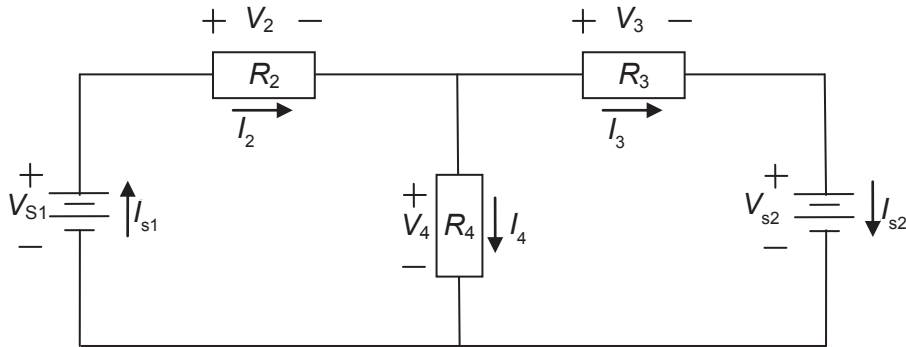 + V2 − + V3 −
R2 R3
I2 I3
+ + +
VS1 Is1 V4 R4 I4 Vs2 Is2
− − −